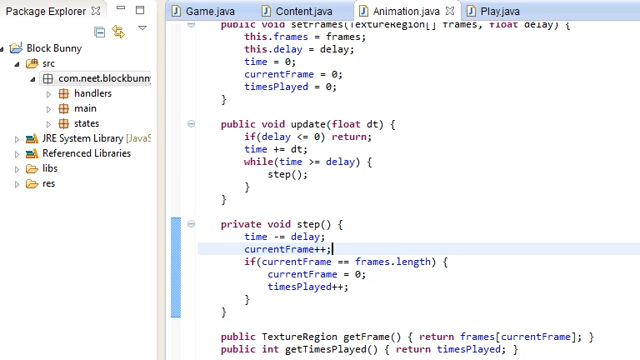 Package Explorer
Game.java
Content.java
Animation.java
Play.java
Block Bunny
src
com.neet.blockbunny
handlers
main
states
JRE System Library [JavaS
Referenced Libraries
libs
res
public void setFrames(TextureRegion[] frames, float delay) {
this.frames = frames;
this.delay = delay;
time = 0;
currentFrame = 0;
timesPlayed = 0;
}
public void update(float dt) {
if(delay <= 0) return;
time += dt;
while(time >= delay) {
step();
}
}
private void step() {
time -= delay;
currentFrame++;
if(currentFrame == frames.length) {
currentFrame = 0;
timesPlayed++;
}
}
public TextureRegion getFrame() { return frames[currentFrame]; }
public int getTimesPlayed() { return timesPlayed; }